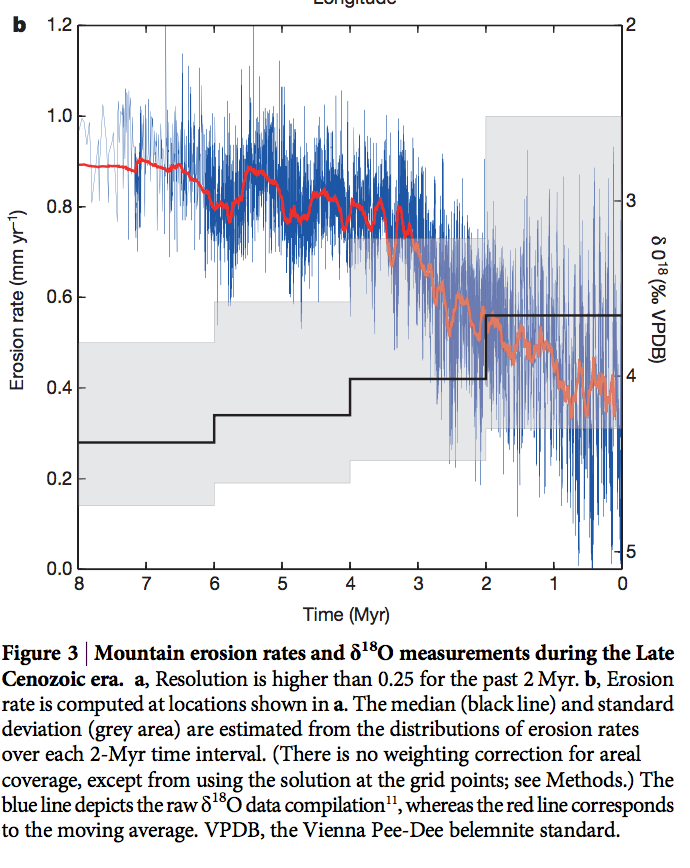 Longitude
b
1.2
1.0
0.8
0.6
0.4
0.2
0.0
Erosion rate (mm yr⁻¹)
2
3
4
5
δ 0¹⁸ (‰ VPDB)
8 7 6 5 4 3 2 1 0
Time (Myr)
Figure 3 | Mountain erosion rates and δ¹⁸O measurements during the Late
Cenozoic era. a, Resolution is higher than 0.25 for the past 2 Myr. b, Erosion
rate is computed at locations shown in a. The median (black line) and standard
deviation (grey area) are estimated from the distributions of erosion rates
over each 2-Myr time interval. (There is no weighting correction for areal
coverage, except from using the solution at the grid points; see Methods.) The
blue line depicts the raw δ¹⁸O data compilation¹¹, whereas the red line corresponds
to the moving average. VPDB, the Vienna Pee-Dee belemnite standard.